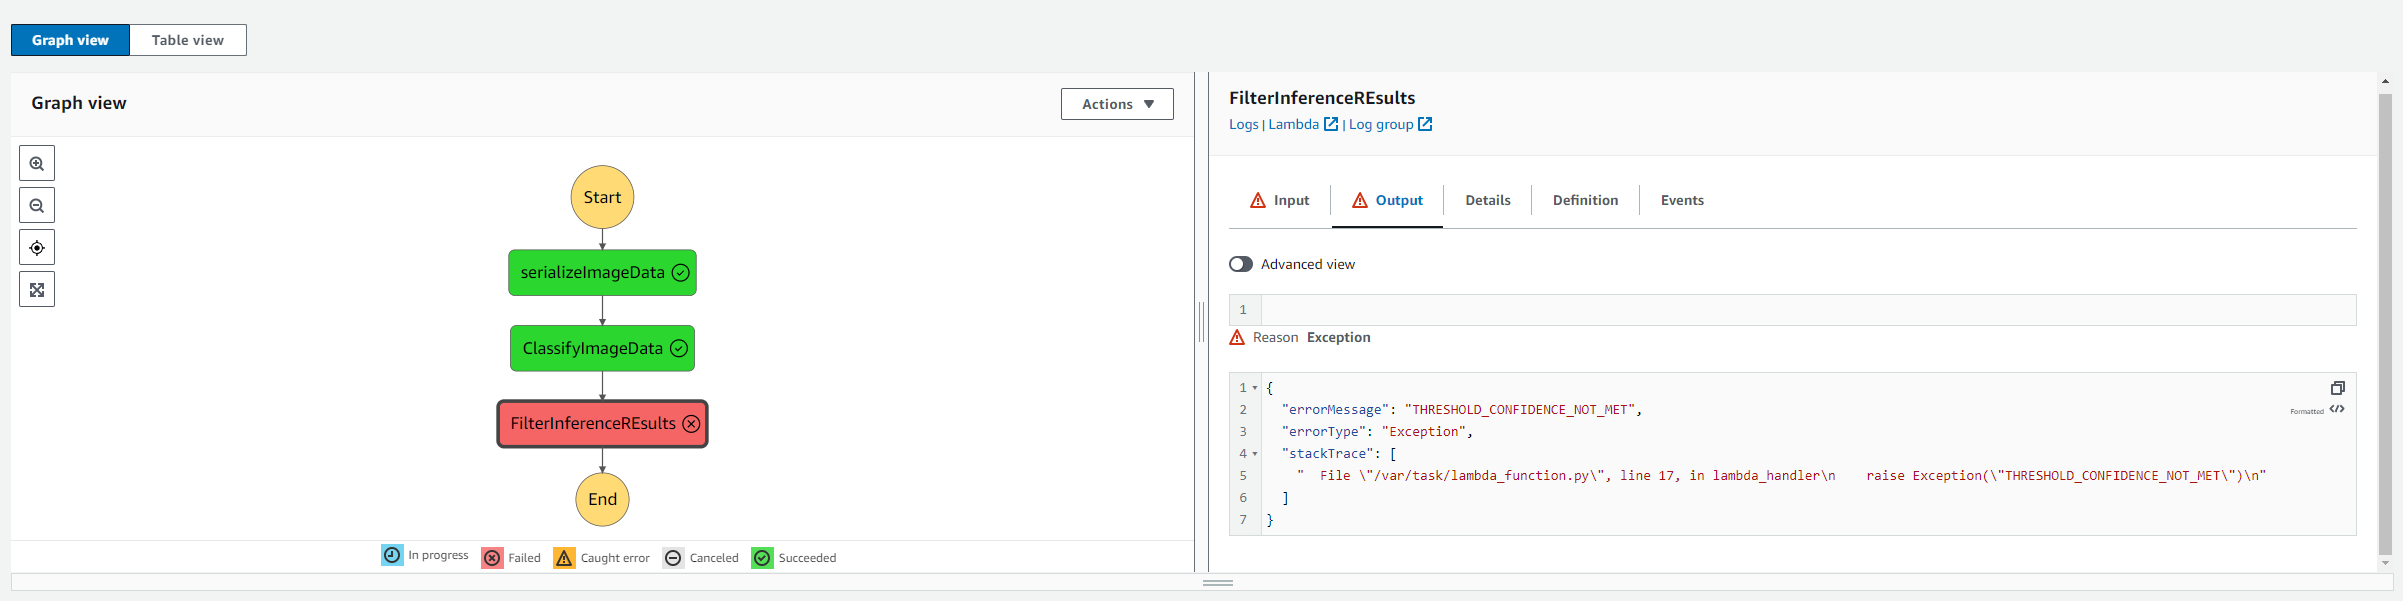 Graph view
Table view
Graph view
Actions
Start
serializeImageData
ClassifyImageData
FilterInferenceREsults
End
In progress
Failed
Caught error
Canceled
Succeeded
FilterInferenceREsults
Logs | Lambda | Log group
Input
Output
Details
Definition
Events
Advanced view
1
Reason Exception
1 {
2 "errorMessage": "THRESHOLD_CONFIDENCE_NOT_MET",
3 "errorType": "Exception",
4 "stackTrace": [
5 "  File \"/var/task/lambda_function.py\", line 17, in lambda_handler\n    raise Exception(\"THRESHOLD_CONFIDENCE_NOT_MET\")\n"
6 ]
7 }
Formatted